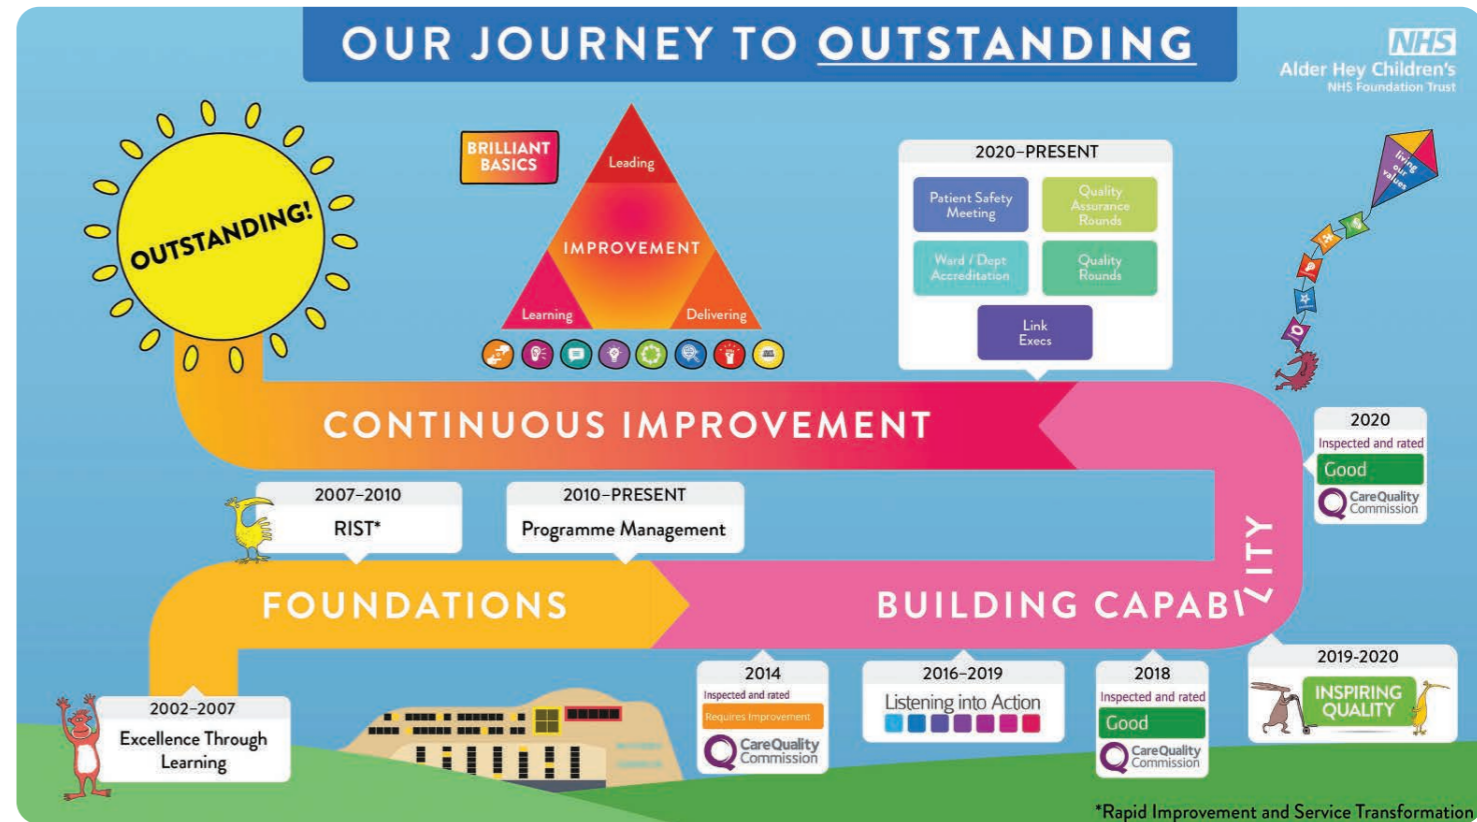 OUR JOURNEY TO OUTSTANDING
NHS
Alder Hey Children's
NHS Foundation Trust
OUTSTANDING!
BRILLIANT
BASICS
Leading
IMPROVEMENT
Learning
Delivering
2020–PRESENT
Patient Safety
Meeting
Quality
Assurance
Rounds
Ward / Dept
Accreditation
Quality
Rounds
Link
Execs
living
our
values
CONTINUOUS IMPROVEMENT
2020
Inspected and rated
Good
CareQuality
Commission
2007–2010
RIST*
2010–PRESENT
Programme Management
FOUNDATIONS
BUILDING CAPABILITY
2002–2007
Excellence Through
Learning
2014
Inspected and rated
Requires Improvement
CareQuality
Commission
2016–2019
Listening into Action
2018
Inspected and rated
Good
CareQuality
Commission
2019-2020
INSPIRING
QUALITY
*Rapid Improvement and Service Transformation